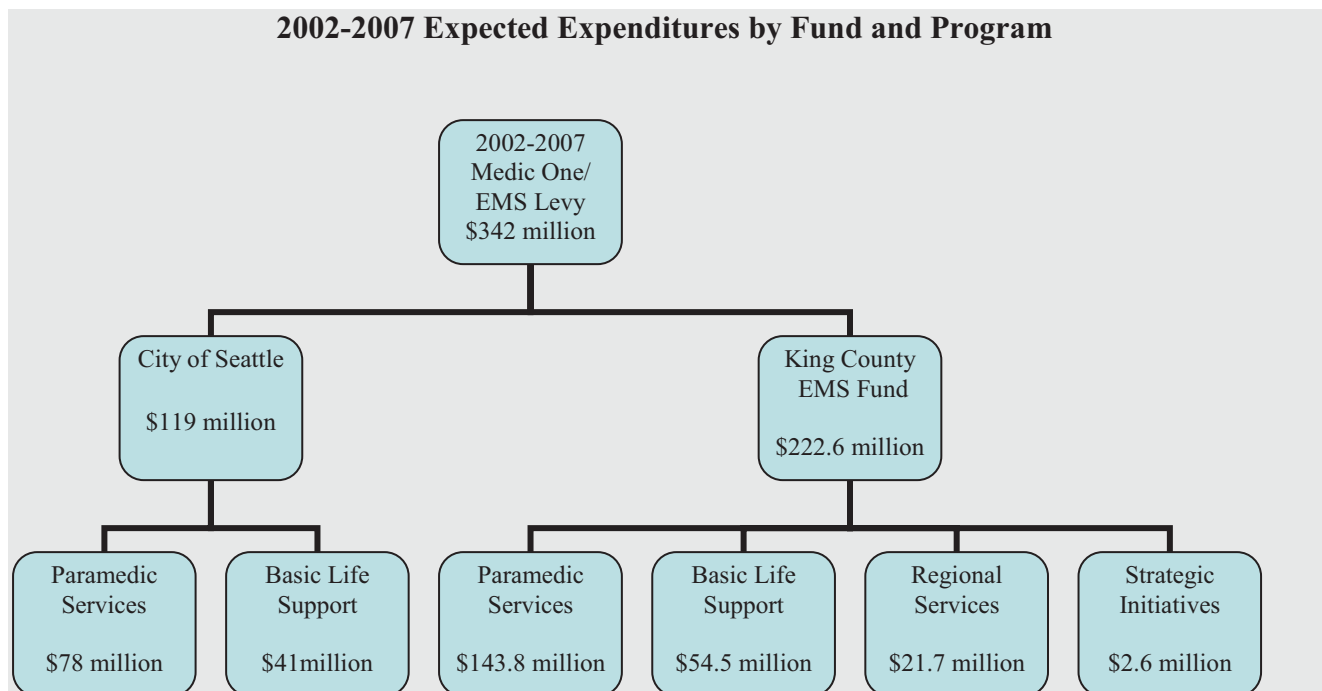 2002-2007 Expected Expenditures by Fund and Program
2002-2007
Medic One/
EMS Levy
$342 million
City of Seattle
$119 million
King County
EMS Fund
$222.6 million
Paramedic
Services
$78 million
Basic Life
Support
$41million
Paramedic
Services
$143.8 million
Basic Life
Support
$54.5 million
Regional
Services
$21.7 million
Strategic
Initiatives
$2.6 million